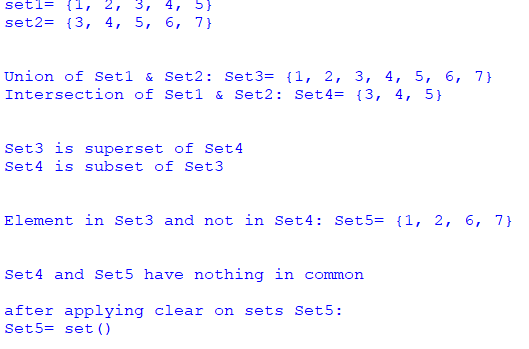 set1= {1, 2, 3, 4, 5}
set2= {3, 4, 5, 6, 7}
Union of Set1 & Set2: Set3= {1, 2, 3, 4, 5, 6, 7}
Intersection of Set1 & Set2: Set4= {3, 4, 5}
Set3 is superset of Set4
Set4 is subset of Set3
Element in Set3 and not in Set4: Set5= {1, 2, 6, 7}
Set4 and Set5 have nothing in common
after applying clear on sets Set5:
Set5= set()